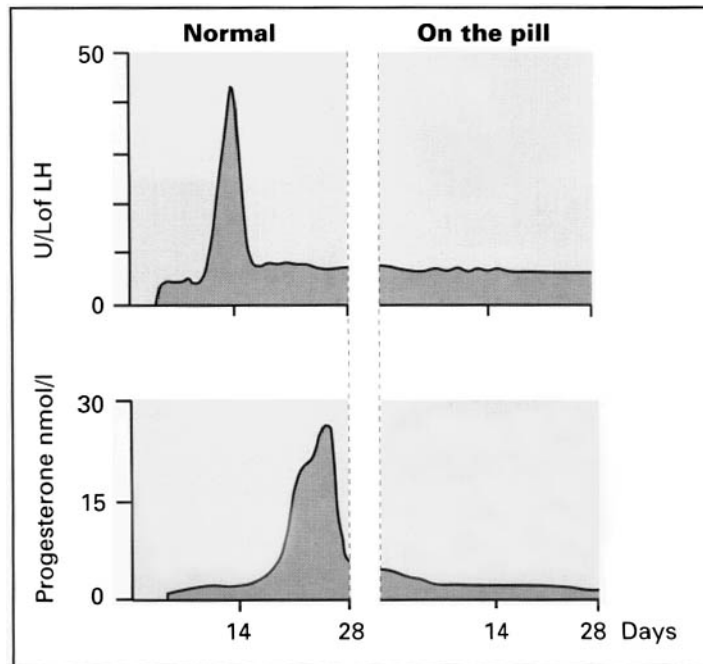 Normal
On the pill
50
U/Lof LH
0
30
Progesterone nmol/l
15
0
14
28
14
28
Days